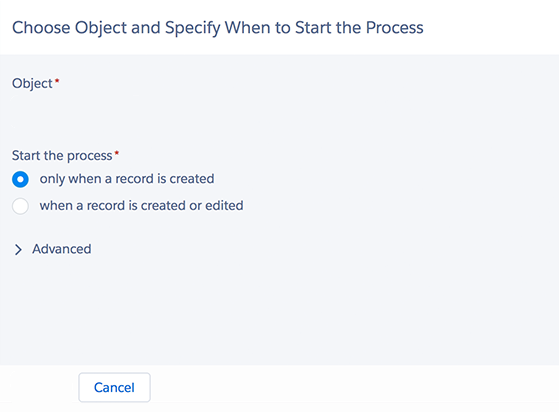 Choose Object and Specify When to Start the Process
Object*
Start the process*
only when a record is created
when a record is created or edited
Advanced
Cancel